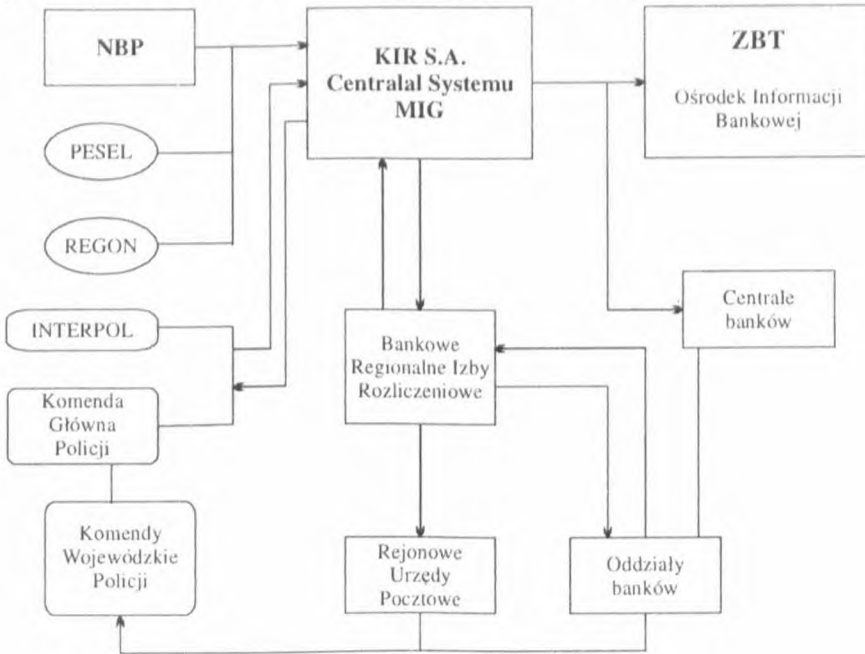 NBP
KIR S.A.
Centralal Systemu
MIG
ZBT
Ośrodek Informacji
Bankowej
PESEL
REGON
INTERPOL
Centrale
banków
Bankowe
Regionalne Izby
Rozliczeniowe
Komenda
Główna
Policji
Komendy
Wojewódzkie
Policji
Rejonowe
Urzędy
Pocztowe
Oddziały
banków